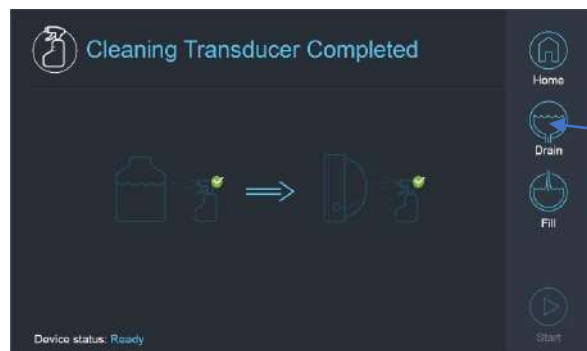 Cleaning Transducer Completed
Home
Drain
Fill
Start
Device status: Ready